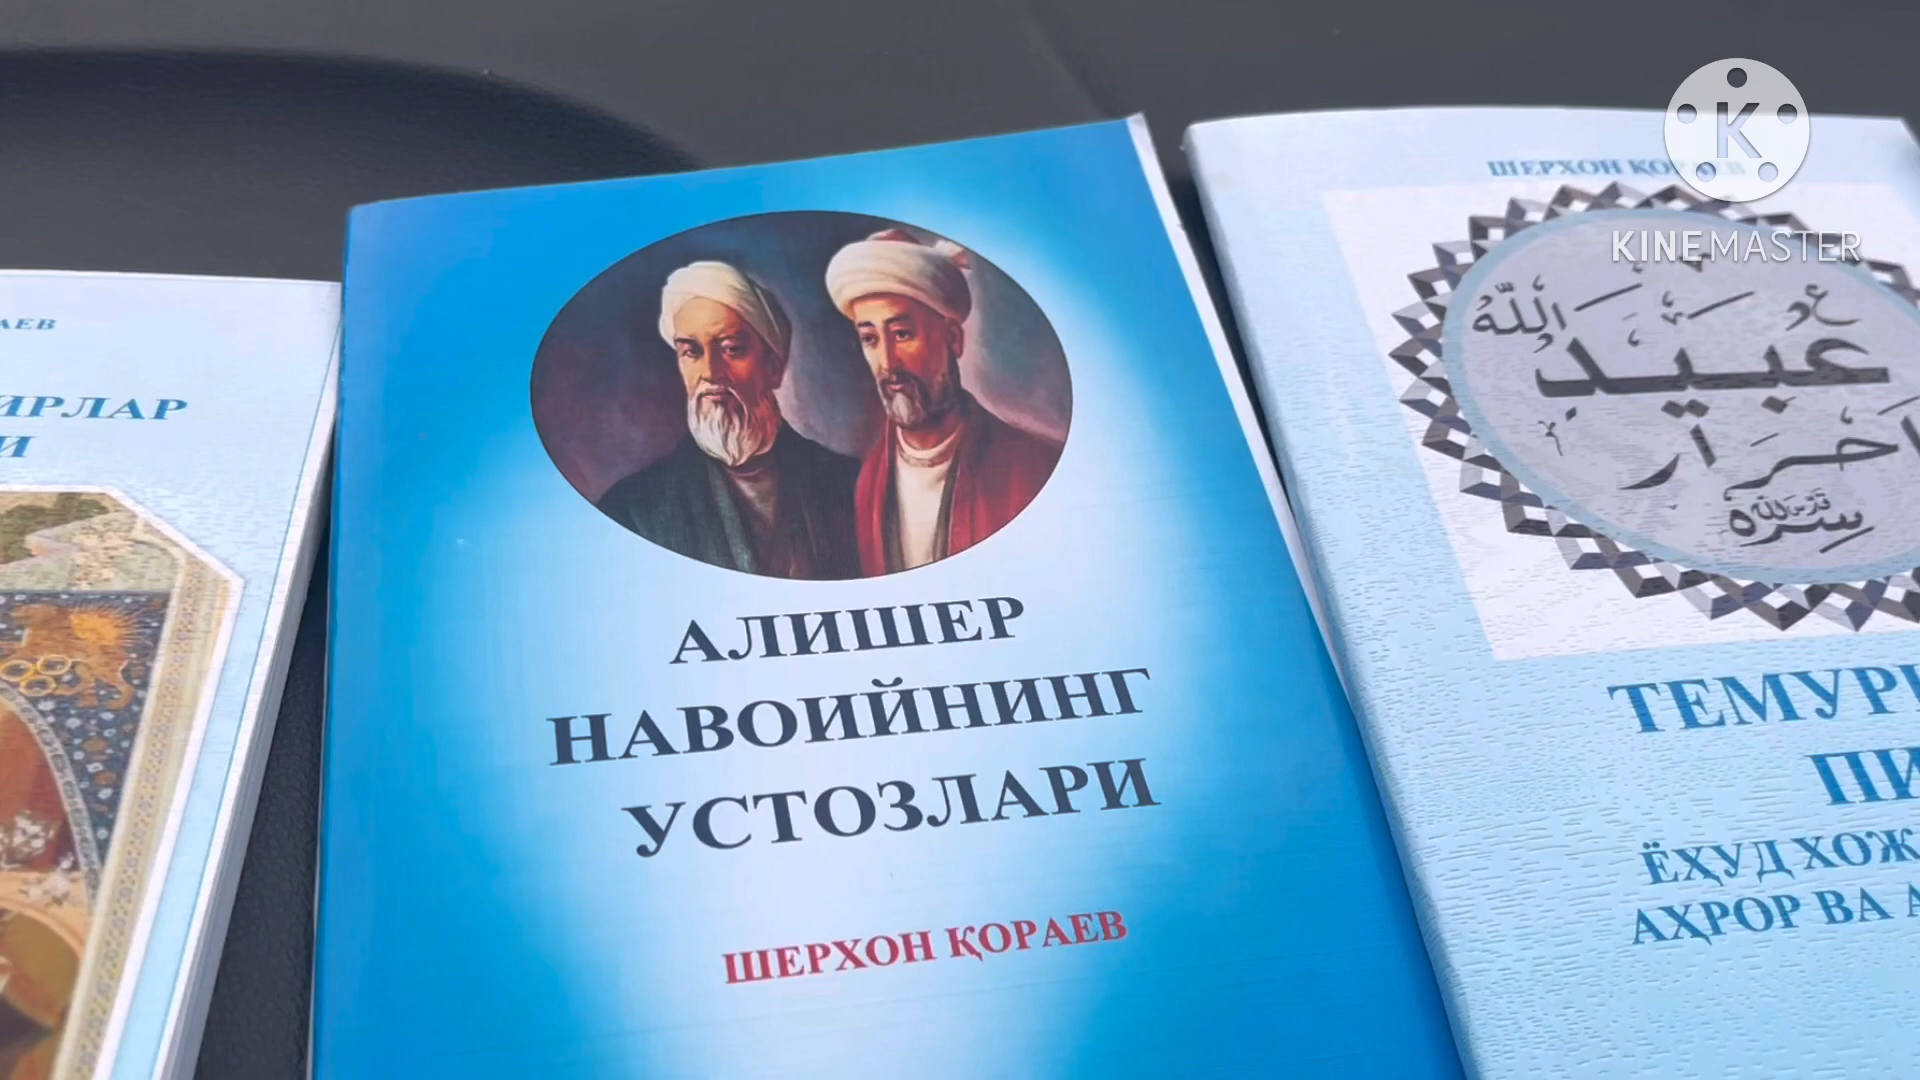 АЕВ
ИРЛАР
И
АЛИШЕР
НАВОИЙНИНГ
УСТОЗЛАРИ
ШЕРХОН ҚОРАЕВ
ШЕРХОН ҚОРАЕВ
عبيد الله
احرار
قدس الله سره
ТЕМУРИ
ПИ
ЁҲУД ХОЖ
АҲРОР ВА А
K
KINEMASTER